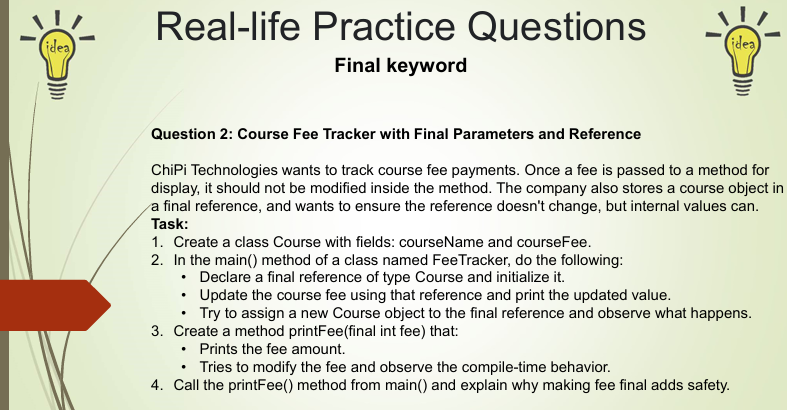 Real-life Practice Questions
idea
idea
Final keyword
Question 2: Course Fee Tracker with Final Parameters and Reference
ChiPi Technologies wants to track course fee payments. Once a fee is passed to a method for
display, it should not be modified inside the method. The company also stores a course object in
a final reference, and wants to ensure the reference doesn't change, but internal values can.
Task:
1. Create a class Course with fields: courseName and courseFee.
2. In the main() method of a class named FeeTracker, do the following:
• Declare a final reference of type Course and initialize it.
• Update the course fee using that reference and print the updated value.
• Try to assign a new Course object to the final reference and observe what happens.
3. Create a method printFee(final int fee) that:
• Prints the fee amount.
• Tries to modify the fee and observe the compile-time behavior.
4. Call the printFee() method from main() and explain why making fee final adds safety.